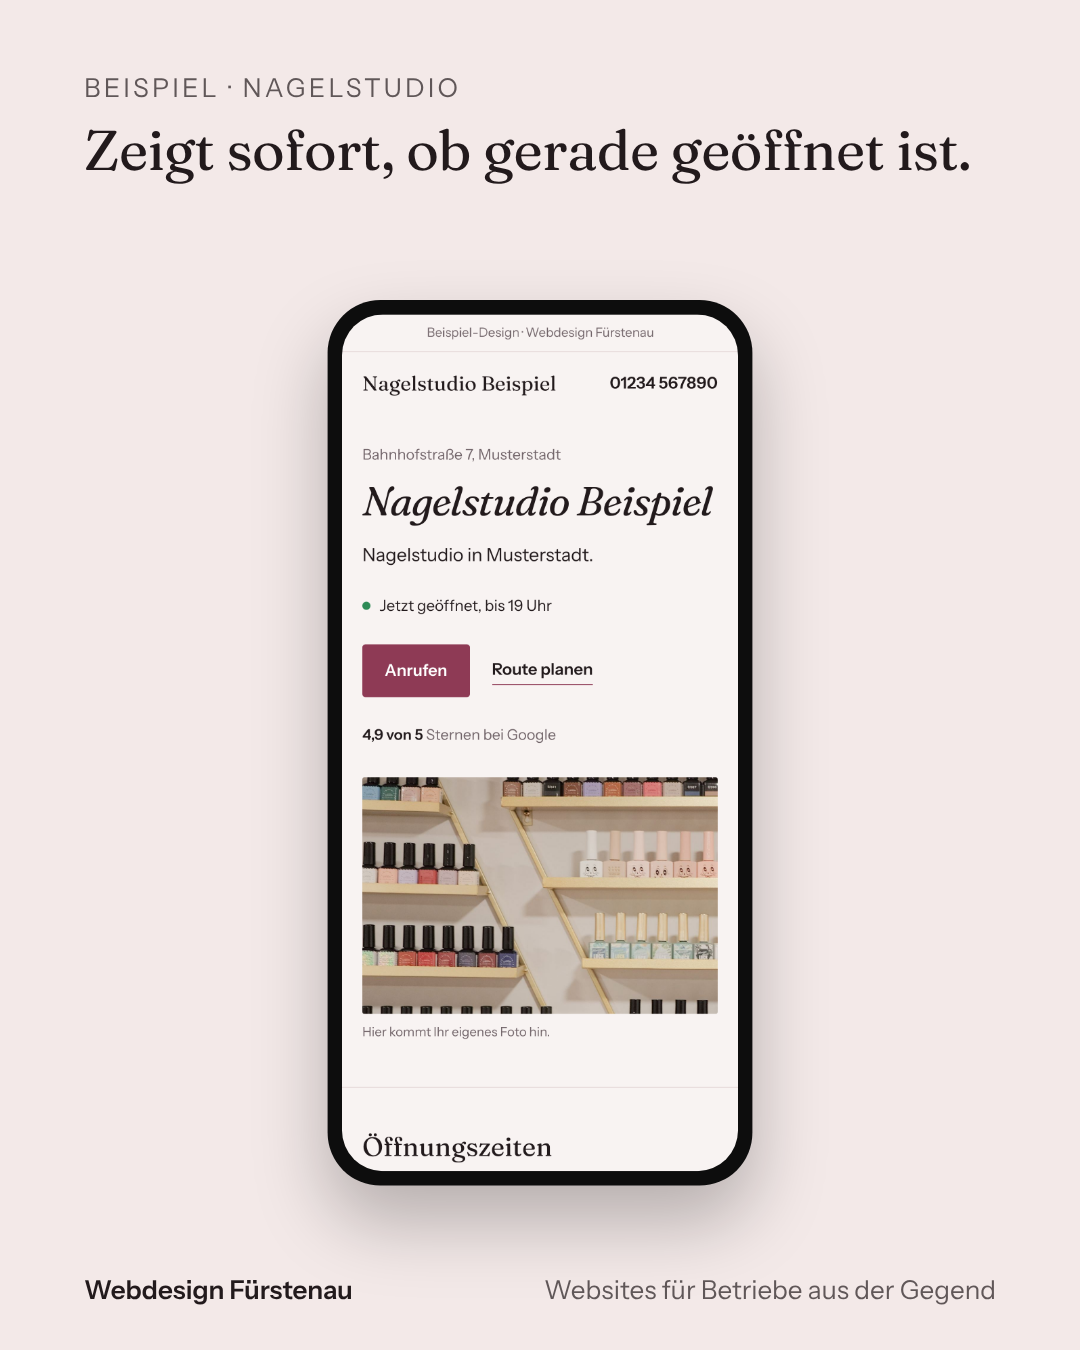 BEISPIEL · NAGELSTUDIO
Zeigt sofort, ob gerade geöffnet ist.
Beispiel-Design · Webdesign Fürstenau
Nagelstudio Beispiel
01234 567890
Bahnhofstraße 7, Musterstadt
Nagelstudio Beispiel
Nagelstudio in Musterstadt.
Jetzt geöffnet, bis 19 Uhr
Anrufen
Route planen
4,9 von 5 Sternen bei Google
Hier kommt Ihr eigenes Foto hin.
Öffnungszeiten
Webdesign Fürstenau
Websites für Betriebe aus der Gegend